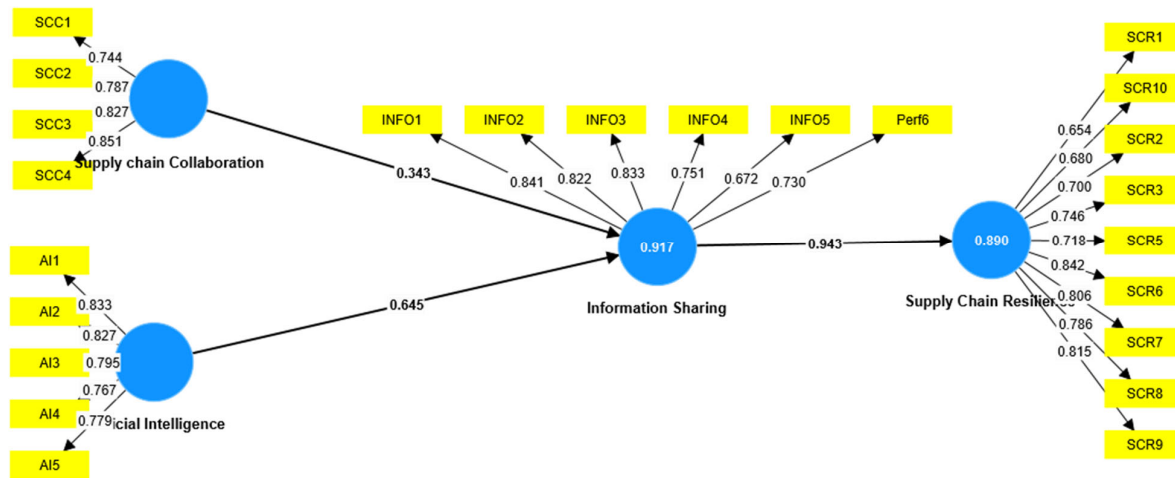 SCC1
SCC2
SCC3
SCC4
0.744
0.787
0.827
0.851
Supply chain Collaboration
AI1
AI2
AI3
AI4
AI5
0.833
0.827
0.795
0.767
0.779
icial Intelligence
0.343
0.645
INFO1
INFO2
INFO3
INFO4
INFO5
Perf6
0.841
0.822
0.833
0.751
0.672
0.730
0.917
Information Sharing
0.943
0.890
Supply Chain Resilien
0.654
0.680
0.700
0.746
0.718
0.842
0.806
0.786
0.815
SCR1
SCR10
SCR2
SCR3
SCR5
SCR6
SCR7
SCR8
SCR9